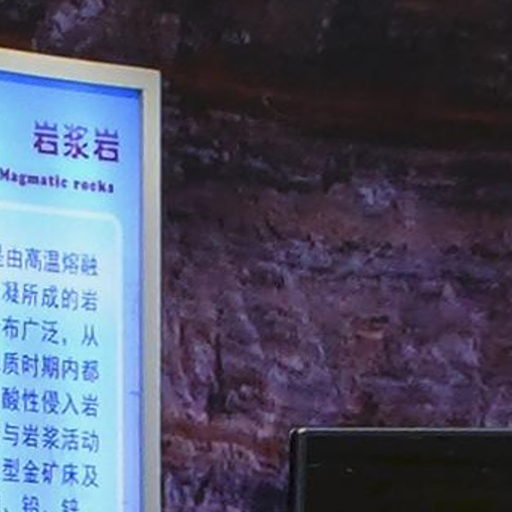 岩浆岩
Magmatic rocks
是由高温熔融
凝所成的岩
布广泛，从
质时期内都
酸性侵入岩
与岩浆活动
型金矿床及
、铅、锌